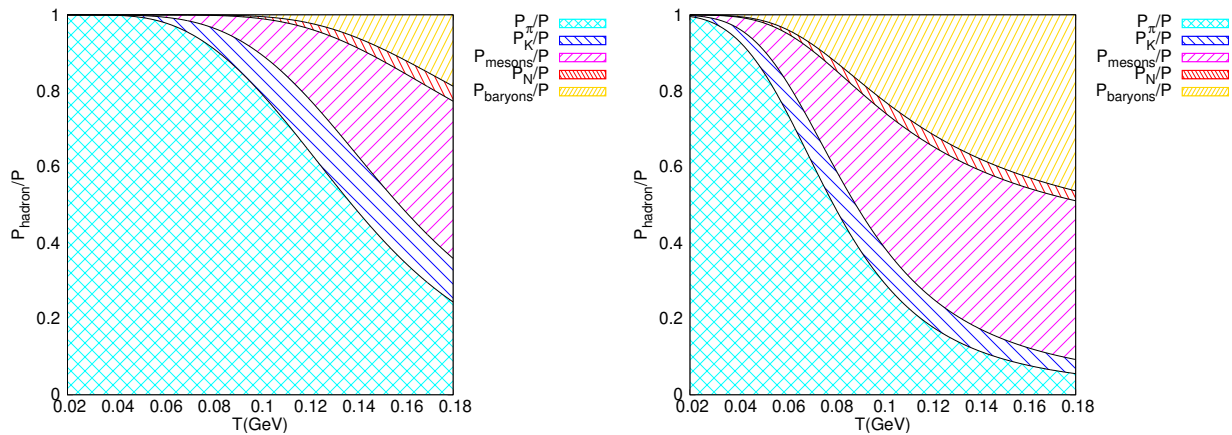 P_hadron/P
1
0.8
0.6
0.4
0.2
0
0.02 0.04 0.06 0.08 0.1 0.12 0.14 0.16 0.18
T(GeV)
P_π/P
P_K/P
P_mesons/P
P_N/P
P_baryons/P
P_hadron/P
1
0.8
0.6
0.4
0.2
0
0.02 0.04 0.06 0.08 0.1 0.12 0.14 0.16 0.18
T(GeV)
P_π/P
P_K/P
P_mesons/P
P_N/P
P_baryons/P